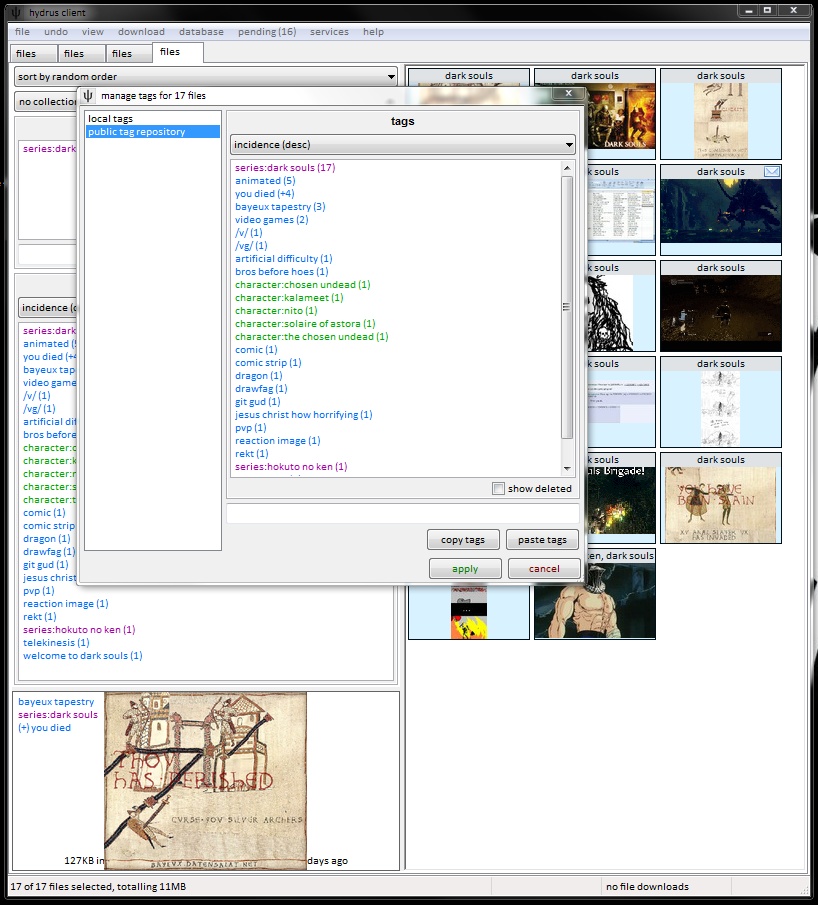 hydrus client
file undo view download database pending (16) services help
files files files files
sort by random order
no collection
series:dark
incidence (d
series:dark
animated (5
you died (+4
bayeux tap
video game
/v/ (1)
/vg/ (1)
artificial dif
bros before
character:c
character:k
character:n
character:s
character:t
comic (1)
comic strip
dragon (1)
drawfag (1)
git gud (1)
jesus christ
pvp (1)
reaction image (1)
rekt (1)
series:hokuto no ken (1)
telekinesis (1)
welcome to dark souls (1)
manage tags for 17 files
local tags
public tag repository
tags
incidence (desc)
series:dark souls (17)
animated (5)
you died (+4)
bayeux tapestry (3)
video games (2)
/v/ (1)
/vg/ (1)
artificial difficulty (1)
bros before hoes (1)
character:chosen undead (1)
character:kalameet (1)
character:nito (1)
character:solaire of astora (1)
character:the chosen undead (1)
comic (1)
comic strip (1)
dragon (1)
drawfag (1)
git gud (1)
jesus christ how horrifying (1)
pvp (1)
reaction image (1)
rekt (1)
series:hokuto no ken (1)
show deleted
copy tags paste tags
apply cancel
dark souls dark souls dark souls
DARK SOULS
souls dark souls
souls dark souls
souls dark souls
souls dark souls
uls Brigade!
YOU HAVE
BEEN SLAIN
XX ANAL SLAYER XX
HAS INVADED
ken, dark souls
...
bayeux tapestry
series:dark souls
(+) you died
THOV
HAS PERISHED
CVRSE YOV SILVER ARCHERS
BAYEVX.DATENSALAT.NET
127KB in
days ago
17 of 17 files selected, totalling 11MB
no file downloads